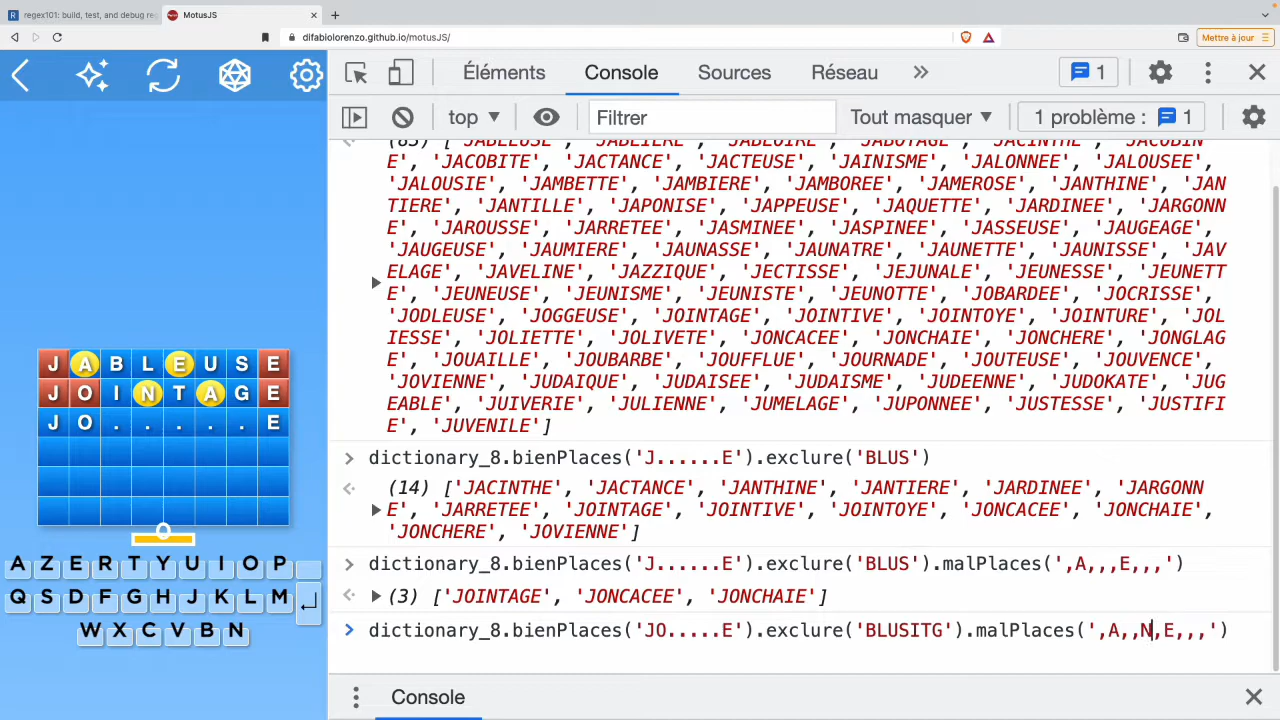 regex101: build, test, and debug re
MotusJS
difabiolorenzo.github.io/motusJS/
Mettre à jour
Éléments
Console
Sources
Réseau
1
top
Filtrer
Tout masquer
1 problème :
1
(83) ['JABLEUSE', 'JABLIERE', 'JABLOIRE', 'JABOTAGE', 'JACINTHE', 'JACOBIN
E', 'JACOBITE', 'JACTANCE', 'JACTEUSE', 'JAINISME', 'JALONNEE', 'JALOUSEE',
'JALOUSIE', 'JAMBETTE', 'JAMBIERE', 'JAMBOREE', 'JAMEROSE', 'JANTHINE', 'JAN
TIERE', 'JANTILLE', 'JAPONISE', 'JAPPEUSE', 'JAQUETTE', 'JARDINEE', 'JARGONN
E', 'JAROUSSE', 'JARRETEE', 'JASMINEE', 'JASPINEE', 'JASSEUSE', 'JAUGEAGE',
'JAUGEUSE', 'JAUMIERE', 'JAUNASSE', 'JAUNATRE', 'JAUNETTE', 'JAUNISSE', 'JAV
ELAGE', 'JAVELINE', 'JAZZIQUE', 'JECTISSE', 'JEJUNALE', 'JEUNESSE', 'JEUNETT
E', 'JEUNEUSE', 'JEUNISME', 'JEUNISTE', 'JEUNOTTE', 'JOBARDEE', 'JOCRISSE',
'JODLEUSE', 'JOGGEUSE', 'JOINTAGE', 'JOINTIVE', 'JOINTOYE', 'JOINTURE', 'JOL
IESSE', 'JOLIETTE', 'JOLIVETE', 'JONCACEE', 'JONCHAIE', 'JONCHERE', 'JONGLAG
E', 'JOUAILLE', 'JOUBARBE', 'JOUFFLUE', 'JOURNADE', 'JOUTEUSE', 'JOUVENCE',
'JOVIENNE', 'JUDAIQUE', 'JUDAISEE', 'JUDAISME', 'JUDEENNE', 'JUDOKATE', 'JUG
EABLE', 'JUIVERIE', 'JULIENNE', 'JUMELAGE', 'JUPONNEE', 'JUSTESSE', 'JUSTIFI
E', 'JUVENILE']
dictionary_8.bienPlaces('J......E').exclure('BLUS')
(14) ['JACINTHE', 'JACTANCE', 'JANTHINE', 'JANTIERE', 'JARDINEE', 'JARGONN
E', 'JARRETEE', 'JOINTAGE', 'JOINTIVE', 'JOINTOYE', 'JONCACEE', 'JONCHAIE',
'JONCHERE', 'JOVIENNE']
dictionary_8.bienPlaces('J......E').exclure('BLUS').malPlaces(',A,,,E,,,')
(3) ['JOINTAGE', 'JONCACEE', 'JONCHAIE']
dictionary_8.bienPlaces('JO.....E').exclure('BLUSITG').malPlaces(',A,,N,E,,,')
Console
J A B L E U S E
J O I N T A G E
J O . . . . . E
A Z E R T Y U I O P
Q S D F G H J K L M
W X C V B N